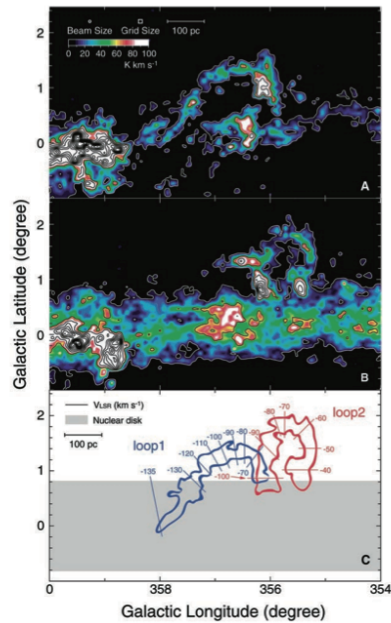 2
Beam Size
Grid Size
100 pc
0 20 40 60 80 100
K km s⁻¹
1
0
A
2
1
0
B
2
VLSR (km s⁻¹)
Nuclear disk
100 pc
loop1
loop2
-135
-130
-120
-110
-100
-90
-80
-70
-100
-90
-80
-70
-60
-50
-40
1
0
C
0
358
356
354
Galactic Latitude (degree)
Galactic Longitude (degree)